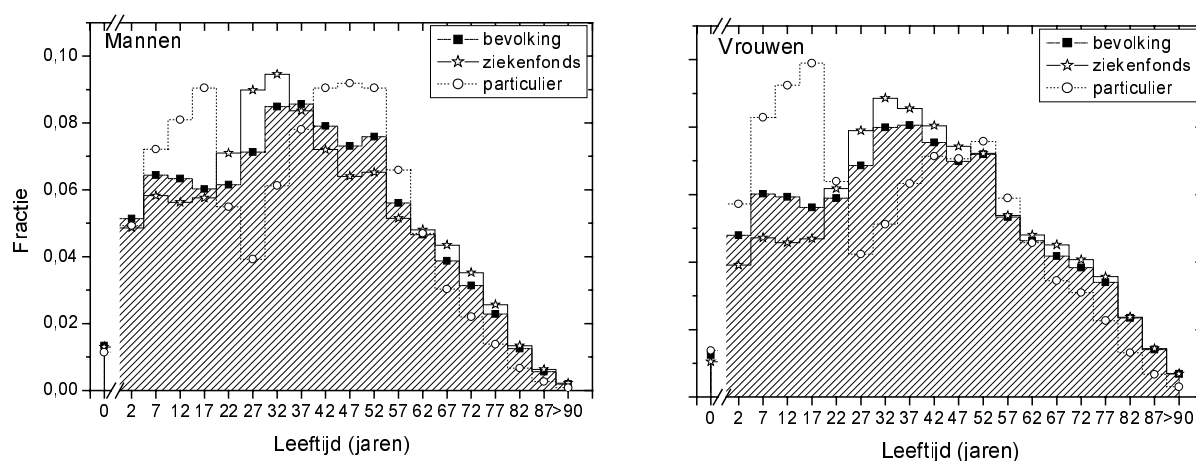 Mannen
bevolking
ziekenfonds
particulier
0,10
0,08
0,06
0,04
0,02
0,00
Fractie
0 2 7 12 17 22 27 32 37 42 47 52 57 62 67 72 77 82 87 >90
Leeftijd (jaren)
Vrouwen
bevolking
ziekenfonds
particulier
0 2 7 12 17 22 27 32 37 42 47 52 57 62 67 72 77 82 87 >90
Leeftijd (jaren)